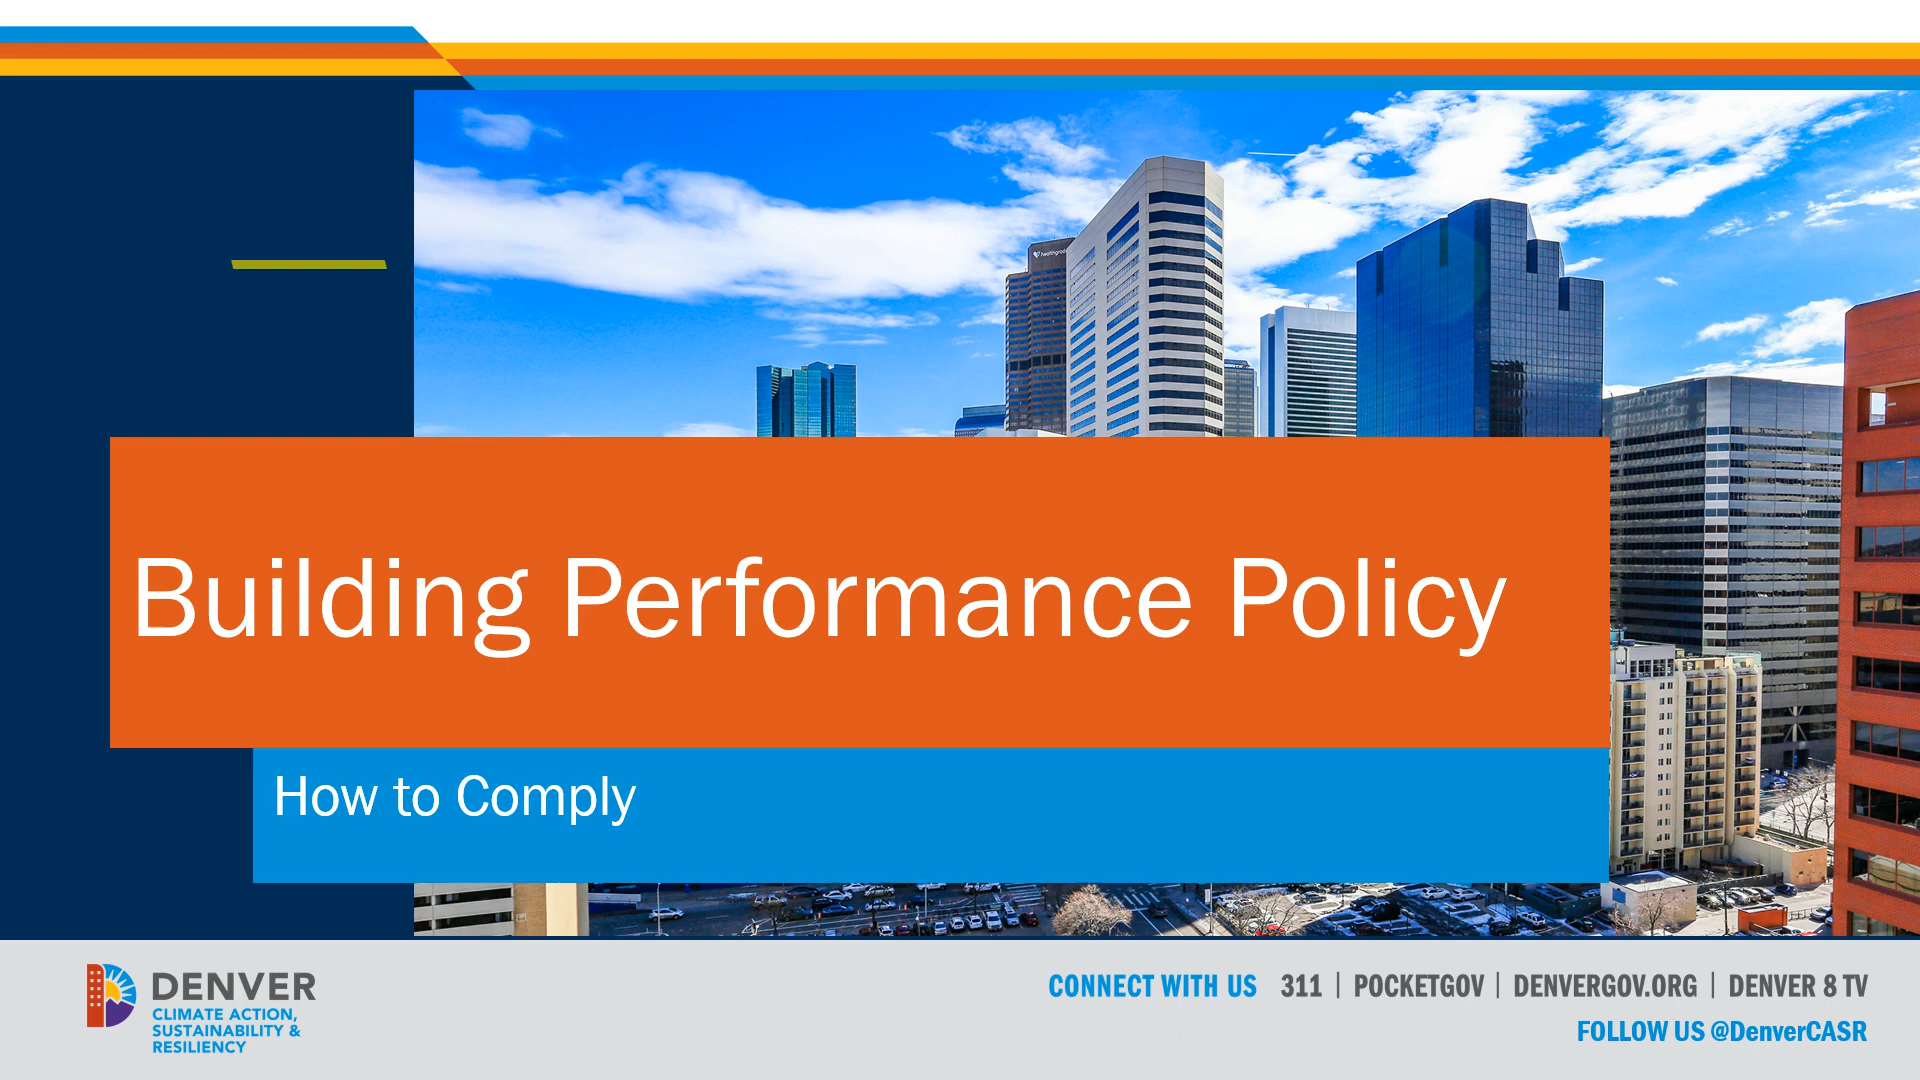 healthgrades
Building Performance Policy
How to Comply
DENVER
CLIMATE ACTION,
SUSTAINABILITY &
RESILIENCY
CONNECT WITH US 311 | POCKETGOV | DENVERGOV.ORG | DENVER 8 TV
FOLLOW US @DenverCASR